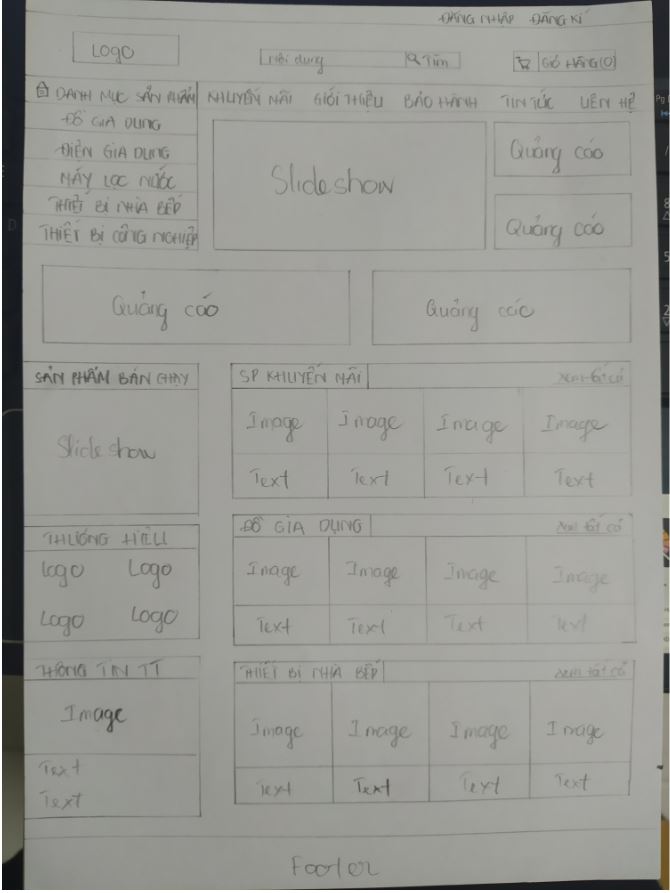 ĐĂNG NHẬP ĐĂNG KÍ
LOGO
Nội dung Tìm GIỎ HÀNG(0)
DANH MỤC SẢN PHẨM KHUYẾN MÃI GIỚI THIỆU BẢO HÀNH TIN TỨC LIÊN HỆ
ĐỒ GIA DỤNG
ĐIỆN GIA DỤNG
MÁY LỌC NƯỚC
THIẾT BỊ NHÀ BẾP
THIẾT BỊ CÔNG NGHIỆP
Slideshow
Quảng cáo
Quảng cáo
Quảng cáo Quảng cáo
SẢN PHẨM BÁN CHẠY
Slideshow
SP KHUYẾN MÃI Xem tất cả
Image Image Image Image
Text Text Text Text
THƯƠNG HIỆU
Logo Logo
Logo Logo
ĐỒ GIA DỤNG Xem tất cả
Image Image Image Image
Text Text Text Text
THÔNG TIN TT
Image
Text
Text
THIẾT BỊ NHÀ BẾP Xem tất cả
Image Image Image Image
Text Text Text Text
Footer